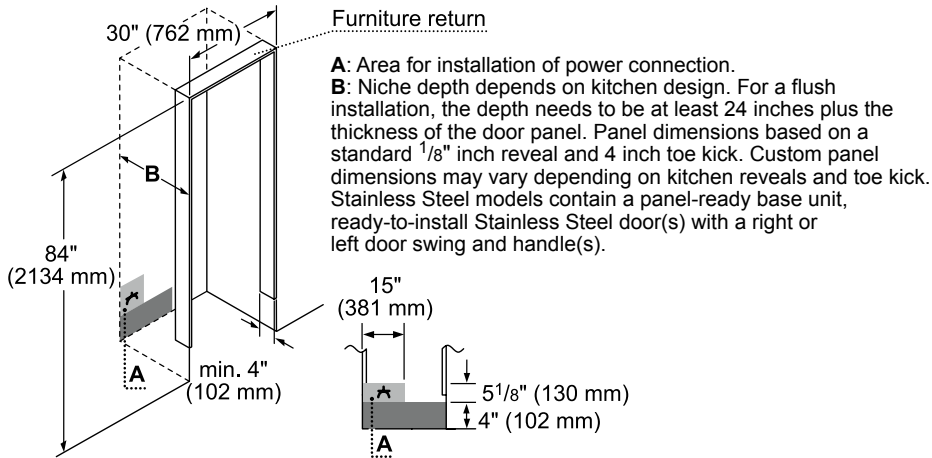 30" (762 mm)
Furniture return
A: Area for installation of power connection.
B: Niche depth depends on kitchen design. For a flush
installation, the depth needs to be at least 24 inches plus the
thickness of the door panel. Panel dimensions based on a
standard 1/8" inch reveal and 4 inch toe kick. Custom panel
dimensions may vary depending on kitchen reveals and toe kick.
Stainless Steel models contain a panel-ready base unit,
ready-to-install Stainless Steel door(s) with a right or
left door swing and handle(s).
B
84"
(2134 mm)
A
min. 4"
(102 mm)
15"
(381 mm)
5 1/8" (130 mm)
4" (102 mm)
A